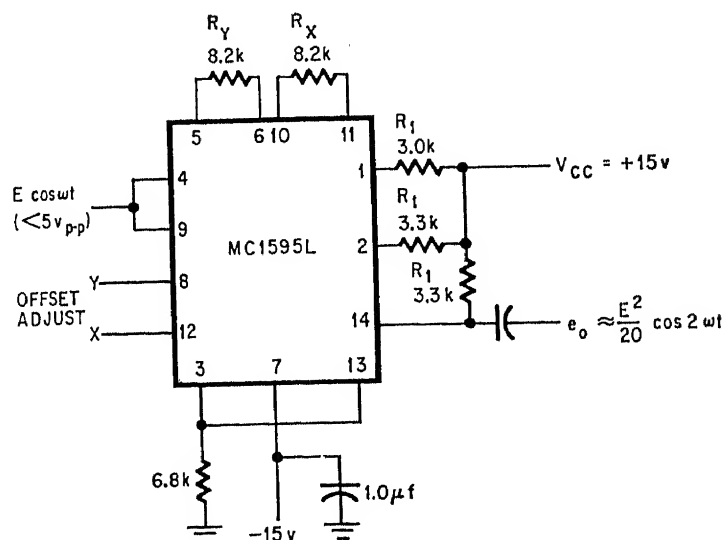 R_Y
8.2k
R_X
8.2k
5
6
10
11
R_1
3.0k
1
V_CC = +15v
4
E cosωt
(<5v_p-p)
9
MC1595L
R_1
3.3k
2
R_1
3.3k
8
Y
OFFSET
ADJUST
X
12
14
e_o ≈ E²/20 cos 2ωt
3
7
13
6.8k
1.0μf
-15v